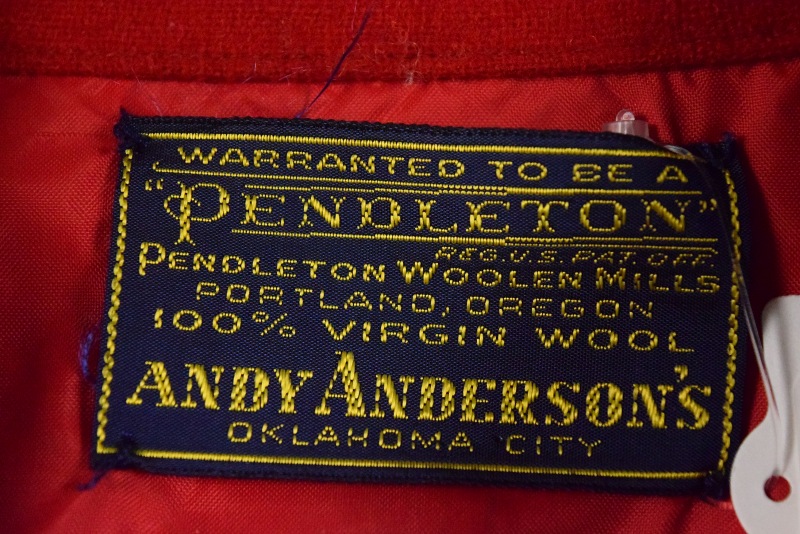 WARRANTED TO BE A
"PENDLETON"
REG. U.S. PAT. OFF.
PENDLETON WOOLEN MILLS
PORTLAND, OREGON
100% VIRGIN WOOL
ANDY ANDERSON'S
OKLAHOMA CITY